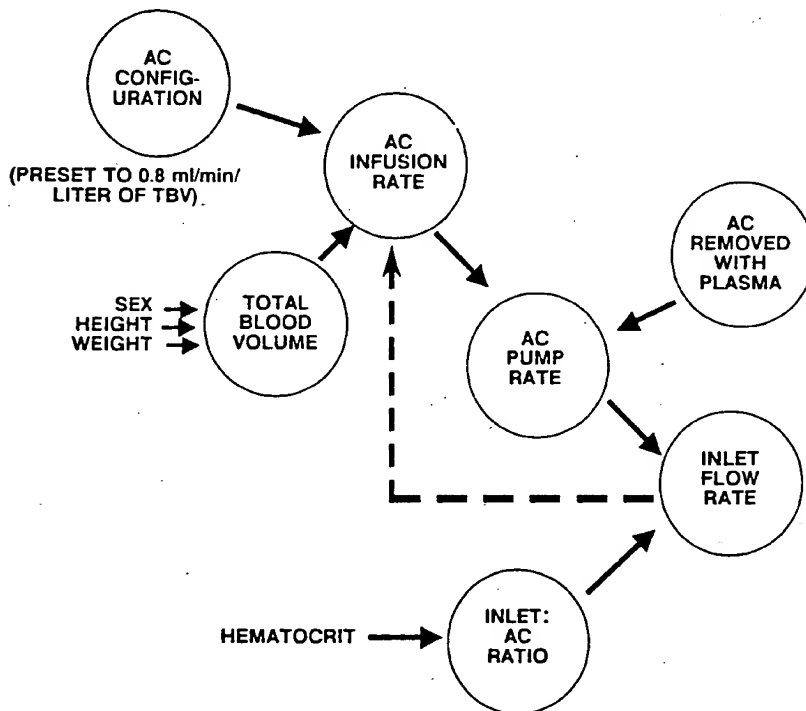 AC
CONFIG-
URATION
(PRESET TO 0.8 ml/min/
LITER OF TBV)
AC
INFUSION
RATE
AC
REMOVED
WITH
PLASMA
SEX
HEIGHT
WEIGHT
TOTAL
BLOOD
VOLUME
AC
PUMP
RATE
INLET
FLOW
RATE
HEMATOCRIT
INLET:
AC
RATIO